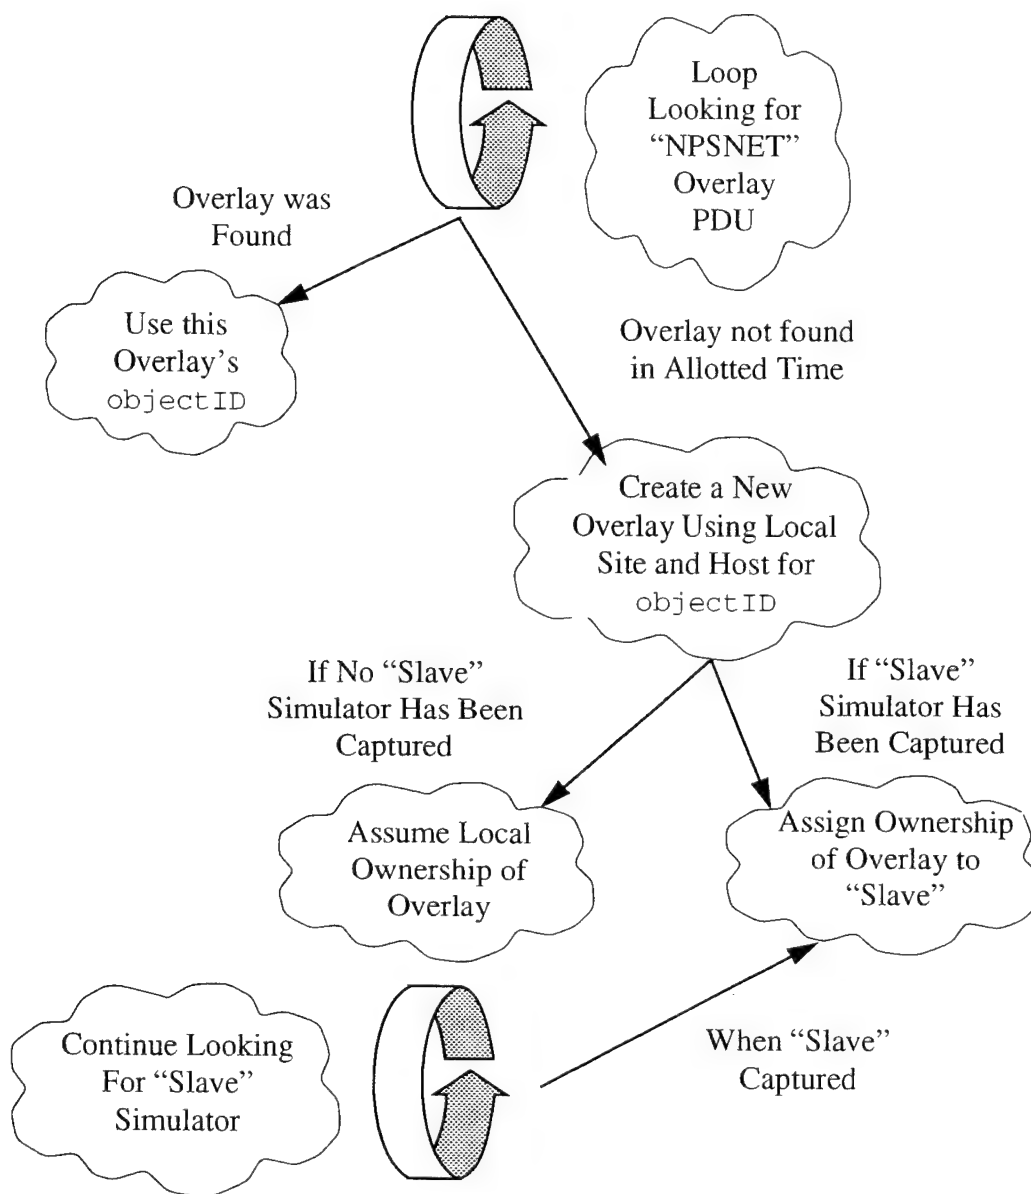 Loop
Looking for
“NPSNET”
Overlay
PDU
Overlay was
Found
Use this
Overlay’s
objectID
Overlay not found
in Allotted Time
Create a New
Overlay Using Local
Site and Host for
objectID
If No “Slave”
Simulator Has Been
Captured
If “Slave”
Simulator Has
Been Captured
Assume Local
Ownership of
Overlay
Assign Ownership
of Overlay to
“Slave”
Continue Looking
For “Slave”
Simulator
When “Slave”
Captured